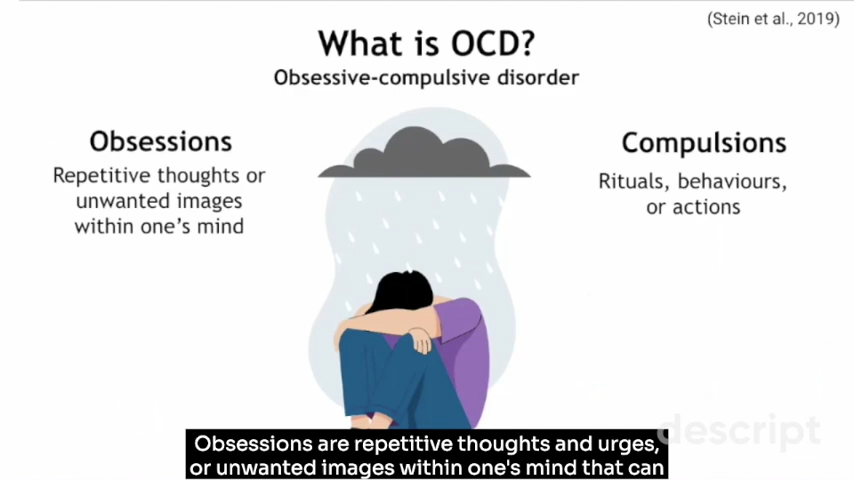 (Stein et al., 2019)
What is OCD?
Obsessive-compulsive disorder
Obsessions
Repetitive thoughts or
unwanted images
within one's mind
Compulsions
Rituals, behaviours,
or actions
descript
Obsessions are repetitive thoughts and urges,
or unwanted images within one's mind that can